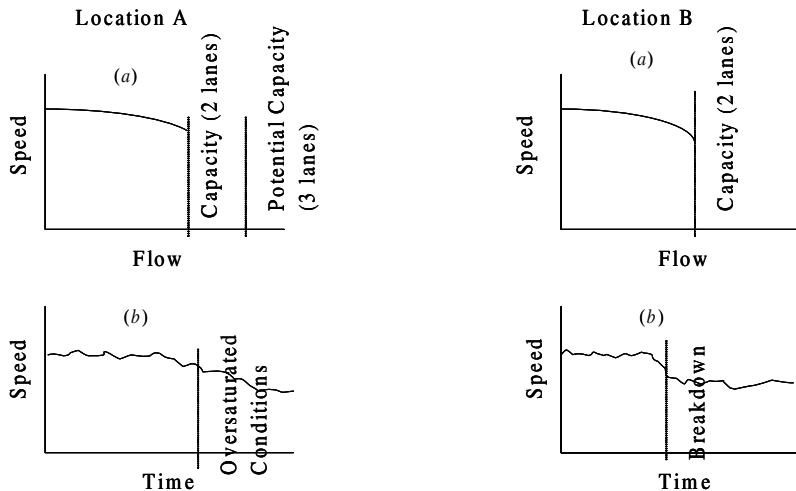 Location A
(a)
Speed
Capacity (2 lanes)
Potential Capacity
(3 lanes)
Flow
(b)
Speed
Oversaturated
Conditions
Time
Location B
(a)
Speed
Capacity (2 lanes)
Flow
(b)
Speed
Breakdown
Time